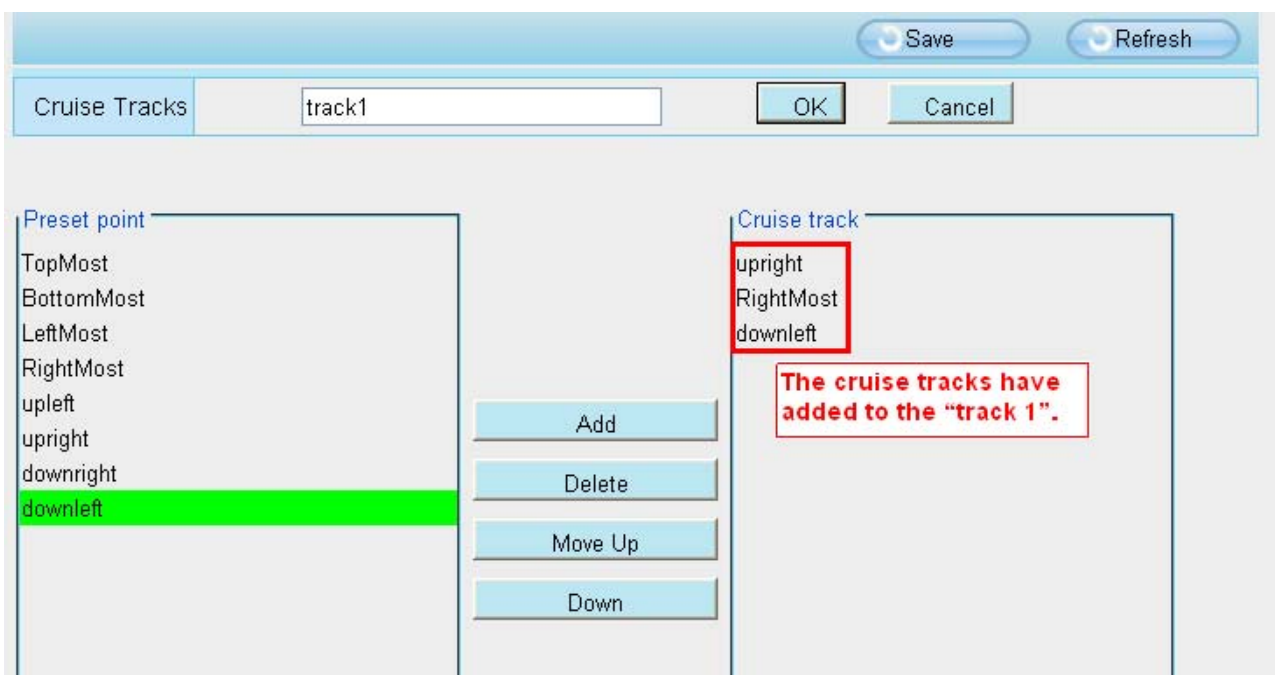 Save
Refresh
Cruise Tracks
track1
OK
Cancel
Preset point
TopMost
BottomMost
LeftMost
RightMost
upleft
upright
downright
downleft
Add
Delete
Move Up
Down
Cruise track
upright
RightMost
downleft
The cruise tracks have
added to the “track 1”.